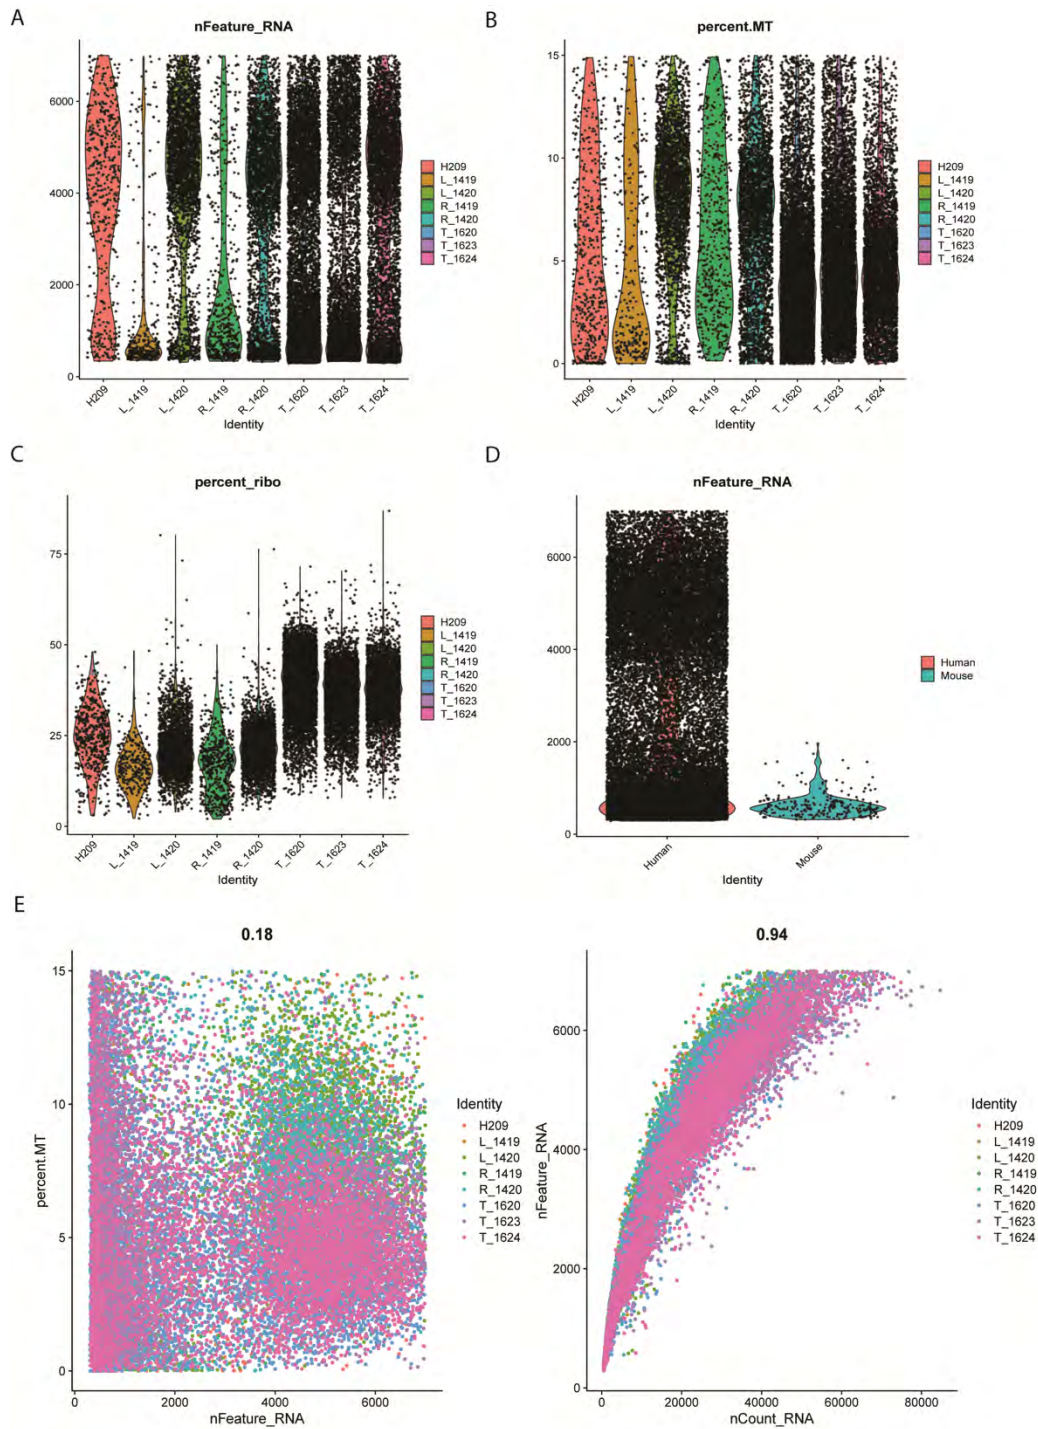 A
nFeature_RNA
6000
4000
2000
0
H209
L_1419
L_1420
R_1419
R_1420
T_1620
T_1623
T_1624
Identity
H209
L_1419
L_1420
R_1419
R_1420
T_1620
T_1623
T_1624
B
percent.MT
15
10
5
0
H209
L_1419
L_1420
R_1419
R_1420
T_1620
T_1623
T_1624
Identity
H209
L_1419
L_1420
R_1419
R_1420
T_1620
T_1623
T_1624
C
percent_ribo
75
50
25
0
H209
L_1419
L_1420
R_1419
R_1420
T_1620
T_1623
T_1624
Identity
H209
L_1419
L_1420
R_1419
R_1420
T_1620
T_1623
T_1624
D
nFeature_RNA
6000
4000
2000
0
Human
Mouse
Identity
Human
Mouse
E
0.18
percent.MT
15
10
5
0
0
2000
4000
6000
nFeature_RNA
Identity
H209
L_1419
L_1420
R_1419
R_1420
T_1620
T_1623
T_1624
0.94
nFeature_RNA
6000
4000
2000
0
0
20000
40000
60000
80000
nCount_RNA
Identity
H209
L_1419
L_1420
R_1419
R_1420
T_1620
T_1623
T_1624